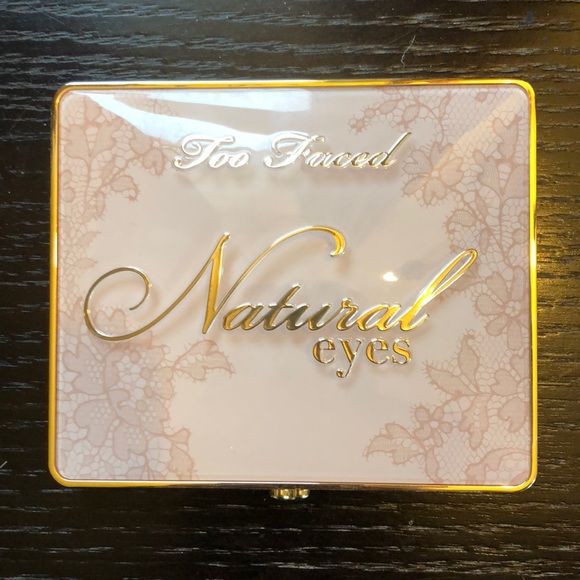 Too Faced
Natural
eyes